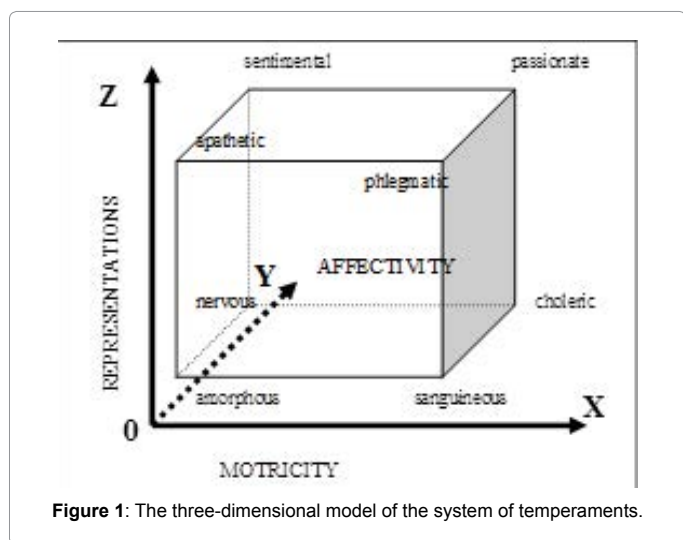 sentimental passionate
Z
apathetic
phlegmatic
REPRESENTATIONS
Y AFFECTIVITY
nervous choleric
amorphous sanguineous
0 X
MOTRICITY
Figure 1: The three-dimensional model of the system of temperaments.